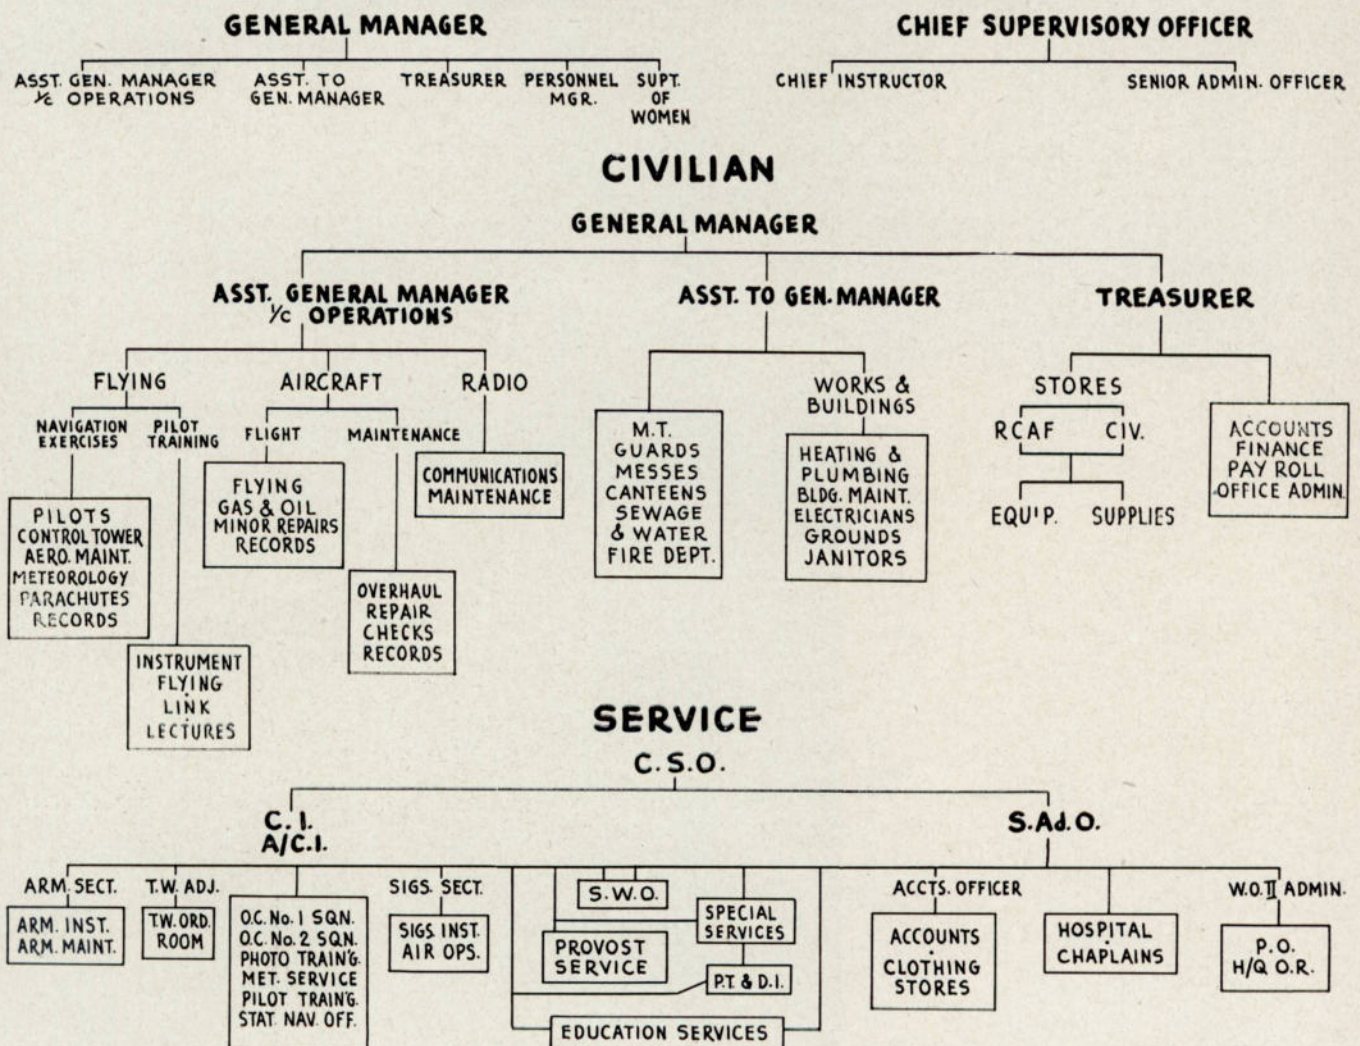 GENERAL MANAGER
ASST. GEN. MANAGER
I/C OPERATIONS
ASST. TO
GEN. MANAGER
TREASURER
PERSONNEL
MGR.
SUPT.
OF
WOMEN
CHIEF SUPERVISORY OFFICER
CHIEF INSTRUCTOR
SENIOR ADMIN. OFFICER
CIVILIAN
GENERAL MANAGER
ASST. GENERAL MANAGER
I/C OPERATIONS
ASST. TO GEN. MANAGER
TREASURER
FLYING
AIRCRAFT
RADIO
NAVIGATION
EXERCISES
PILOT
TRAINING
FLIGHT
MAINTENANCE
PILOTS
CONTROL TOWER
AERO. MAINT.
METEOROLOGY
PARACHUTES
RECORDS
INSTRUMENT
FLYING
LINK
LECTURES
FLYING
GAS & OIL
MINOR REPAIRS
RECORDS
OVERHAUL
REPAIR
CHECKS
RECORDS
COMMUNICATIONS
MAINTENANCE
M.T.
GUARDS
MESSES
CANTEENS
SEWAGE
& WATER
FIRE DEPT.
WORKS &
BUILDINGS
HEATING &
PLUMBING
BLDG. MAINT.
ELECTRICIANS
GROUNDS
JANITORS
STORES
RCAF CIV.
EQU'P. SUPPLIES
ACCOUNTS
FINANCE
PAY ROLL
OFFICE ADMIN.
SERVICE
C.S.O.
C.I.
A/C.I.
S.Ad.O.
ARM. SECT.
ARM. INST.
ARM. MAINT.
T.W. ADJ.
T.W. ORD.
ROOM
O.C. No. 1 SQN.
O.C. No. 2 SQN.
PHOTO TRAIN'G.
MET. SERVICE
PILOT TRAIN'G.
STAT. NAV. OFF.
SIGS. SECT.
SIGS. INST.
AIR OPS.
S.W.O.
PROVOST
SERVICE
SPECIAL
SERVICES
P.T. & D.I.
EDUCATION SERVICES
ACCTS. OFFICER
ACCOUNTS
CLOTHING
STORES
HOSPITAL
CHAPLAINS
W.O. II ADMIN.
P.O.
H/Q O.R.